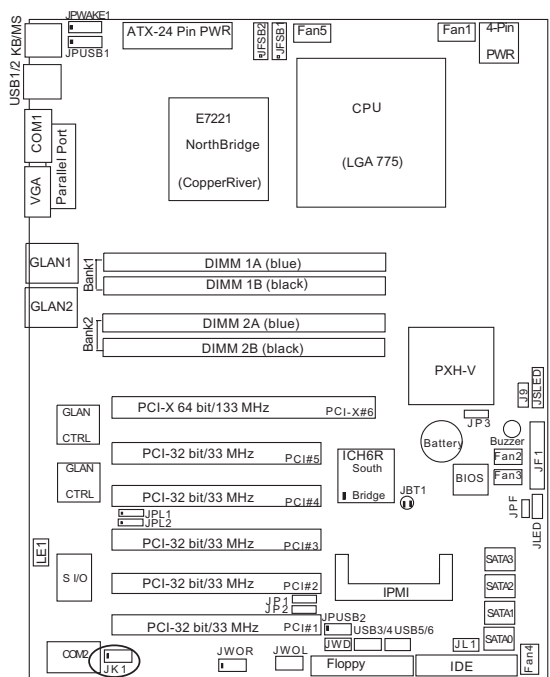 JPWAKE1
KB/MS
JPUSB1
ATX-24 Pin PWR
JFSB2
JFSB1
Fan5
Fan1
4-Pin
PWR
USB1/2
E7221
NorthBridge
(CopperRiver)
CPU
(LGA 775)
COM1
Parallel Port
VGA
GLAN1
Bank1
DIMM 1A (blue)
DIMM 1B (black)
GLAN2
Bank2
DIMM 2A (blue)
DIMM 2B (black)
PXH-V
J9
JSLED
GLAN
CTRL
PCI-X 64 bit/133 MHz
PCI-X#6
JP3
Battery
Buzzer
JF1
PCI-32 bit/33 MHz
PCI#5
ICH6R
South
Bridge
Fan2
GLAN
CTRL
PCI-32 bit/33 MHz
PCI#4
JBT1
BIOS
Fan3
JPL1
JPL2
JPF
JLED
LE1
PCI-32 bit/33 MHz
PCI#3
SATA3
S I/O
PCI-32 bit/33 MHz
PCI#2
IPMI
SATA2
JP1
JP2
SATA1
PCI-32 bit/33 MHz
PCI#1
JPUSB2
USB3/4
USB5/6
SATA0
COM2
JK1
JWOR
JWOL
JWD
JL1
Floppy
IDE
Fan4